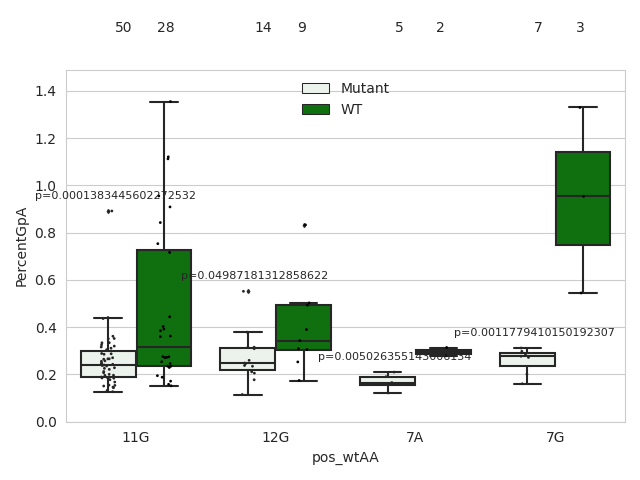 50 28 14 9 5 2 7 3
Mutant
WT
1.4
1.2
1.0
0.8
0.6
0.4
0.2
0.0
PercentGpA
p=0.0001383445602272532
p=0.04987181312858622
p=0.0011779410150192307
11G 12G 7A 7G
pos_wtAA